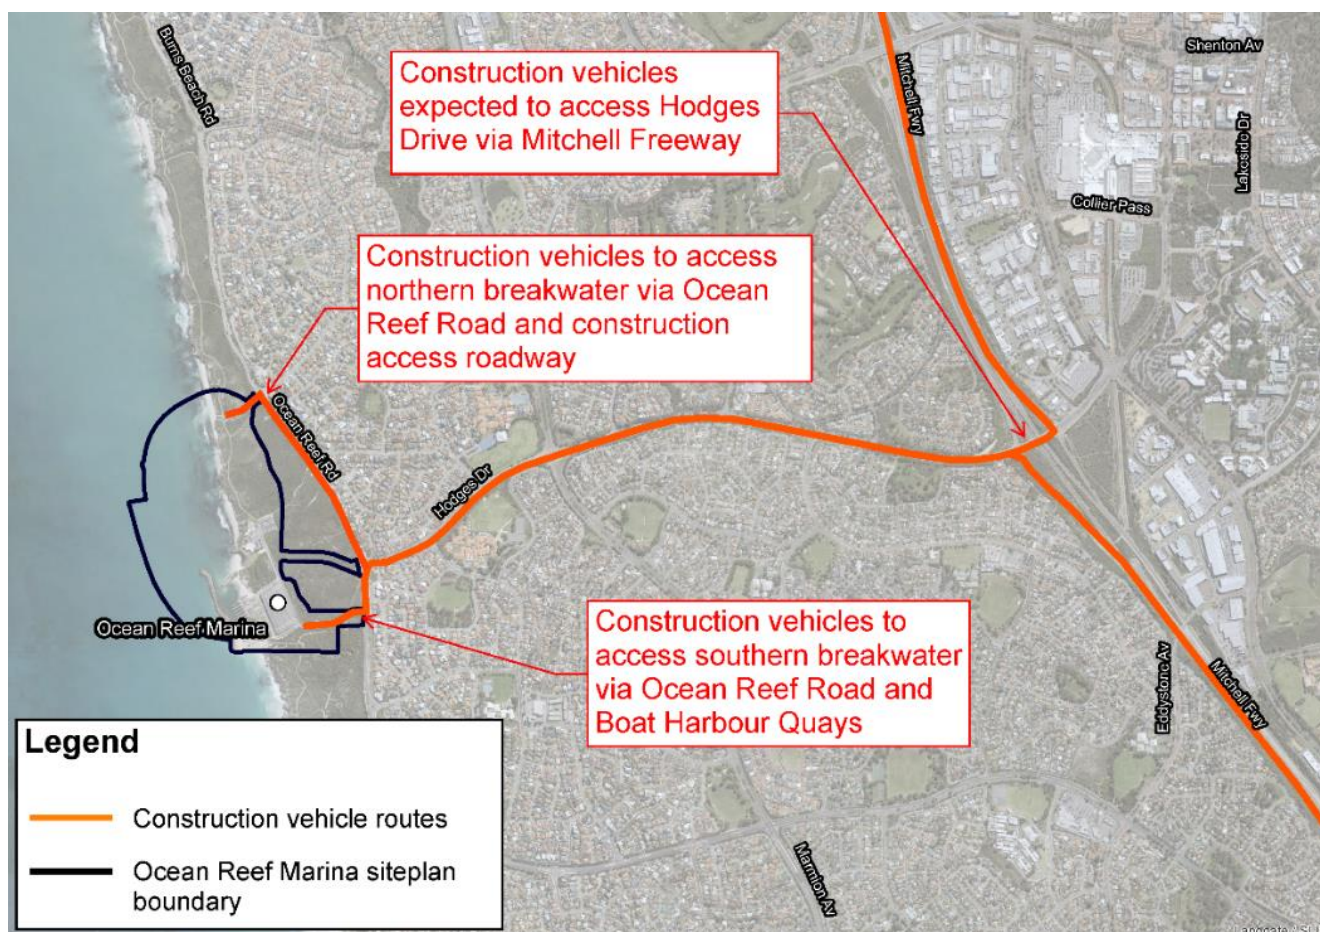 Shenton Av
Burns Beach Rd
Mitchell Fwy
Construction vehicles
expected to access Hodges
Drive via Mitchell Freeway
Lakeside Dr
Collier Pass
Construction vehicles to access
northern breakwater via Ocean
Reef Road and construction
access roadway
Ocean Reef Rd
Hodges Dr
Ocean Reef Marina
Construction vehicles to
access southern breakwater
via Ocean Reef Road and
Boat Harbour Quays
Eddystone Av
Mitchell Fwy
Marmion Av
Legend
Construction vehicle routes
Ocean Reef Marina siteplan
boundary